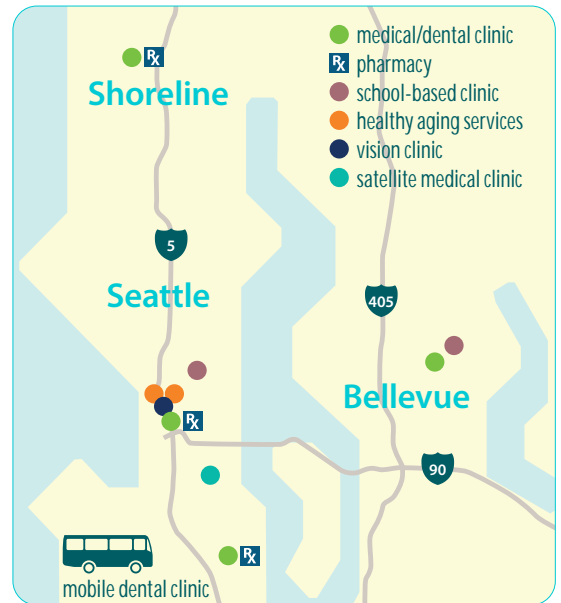 medical/dental clinic
℞ pharmacy
school-based clinic
healthy aging services
vision clinic
satellite medical clinic
℞
Shoreline
5
Seattle
405
Bellevue
℞
90
℞
mobile dental clinic